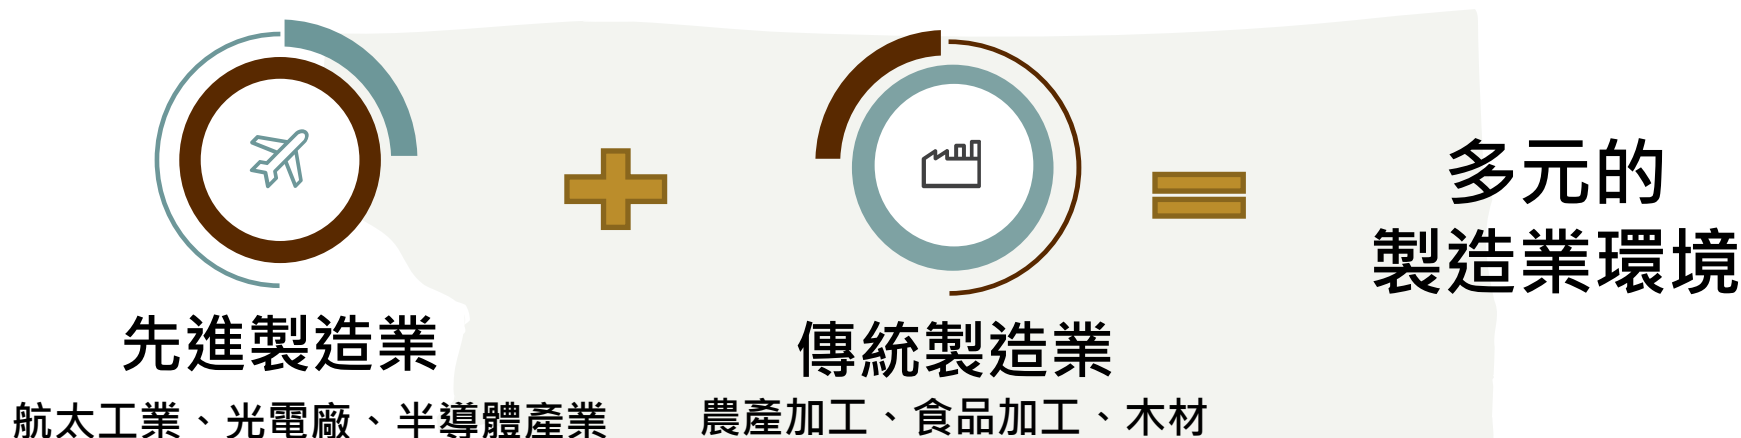 先進製造業
航太工業、光電廠、半導體產業
傳統製造業
農產加工、食品加工、木材
多元的
製造業環境